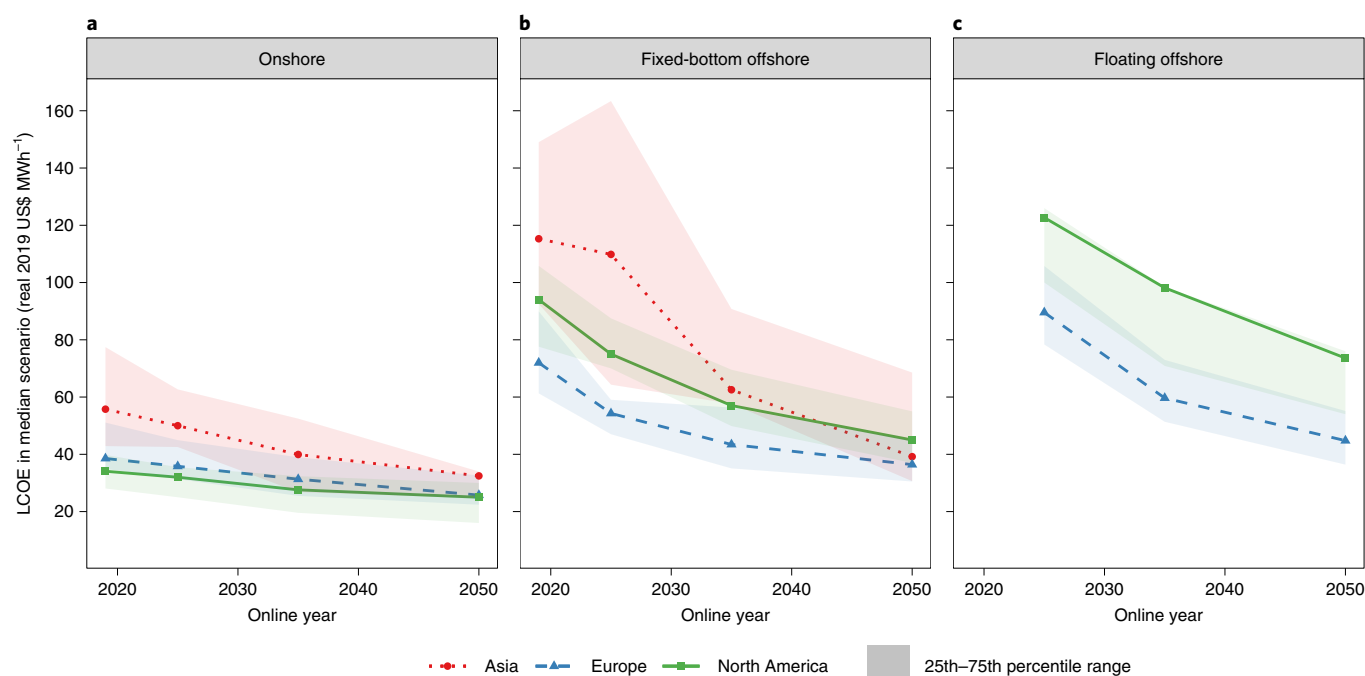 a
b
c
Onshore
Fixed-bottom offshore
Floating offshore
LCOE in median scenario (real 2019 US$ MWh⁻¹)
160
140
120
100
80
60
40
20
2020 2030 2040 2050
2020 2030 2040 2050
2020 2030 2040 2050
Online year
Online year
Online year
Asia Europe North America 25th–75th percentile range